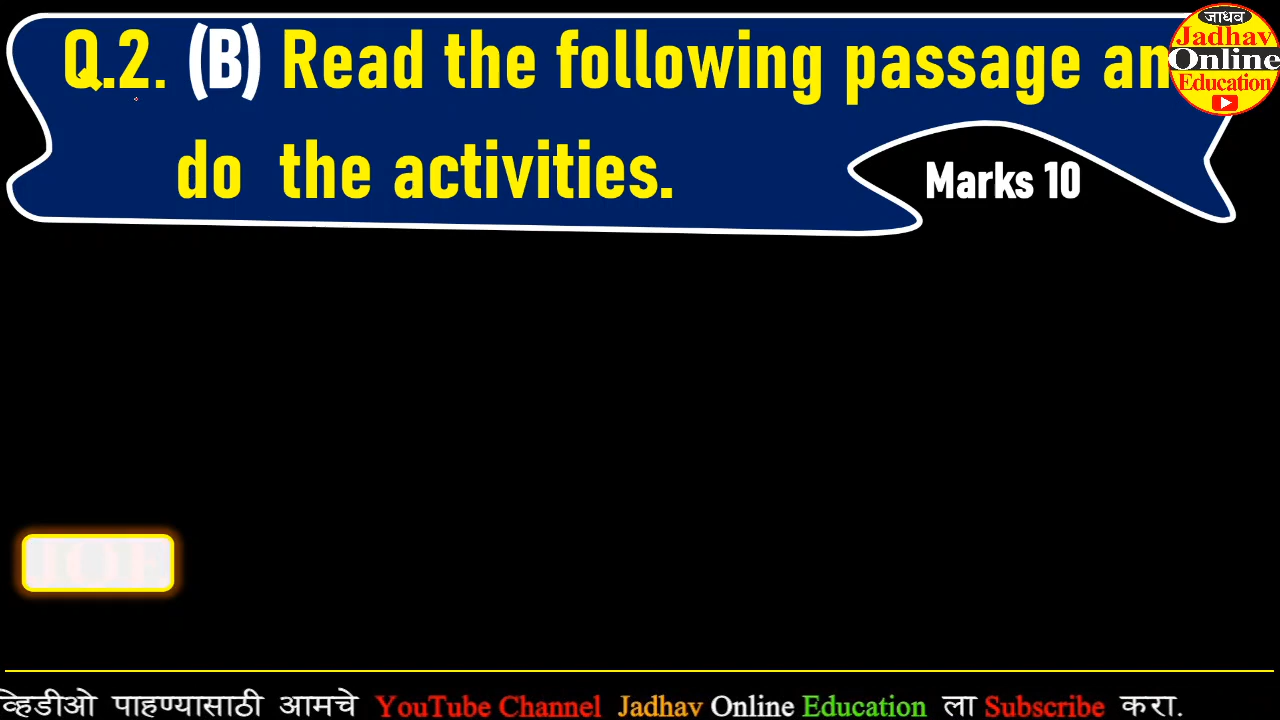 Q.2. (B) Read the following passage an
do the activities.
Marks 10
जाधव
Jadhav
Online
Education
व्हिडीओ पाहण्यासाठी आमचे YouTube Channel Jadhav Online Education ला Subscribe करा.